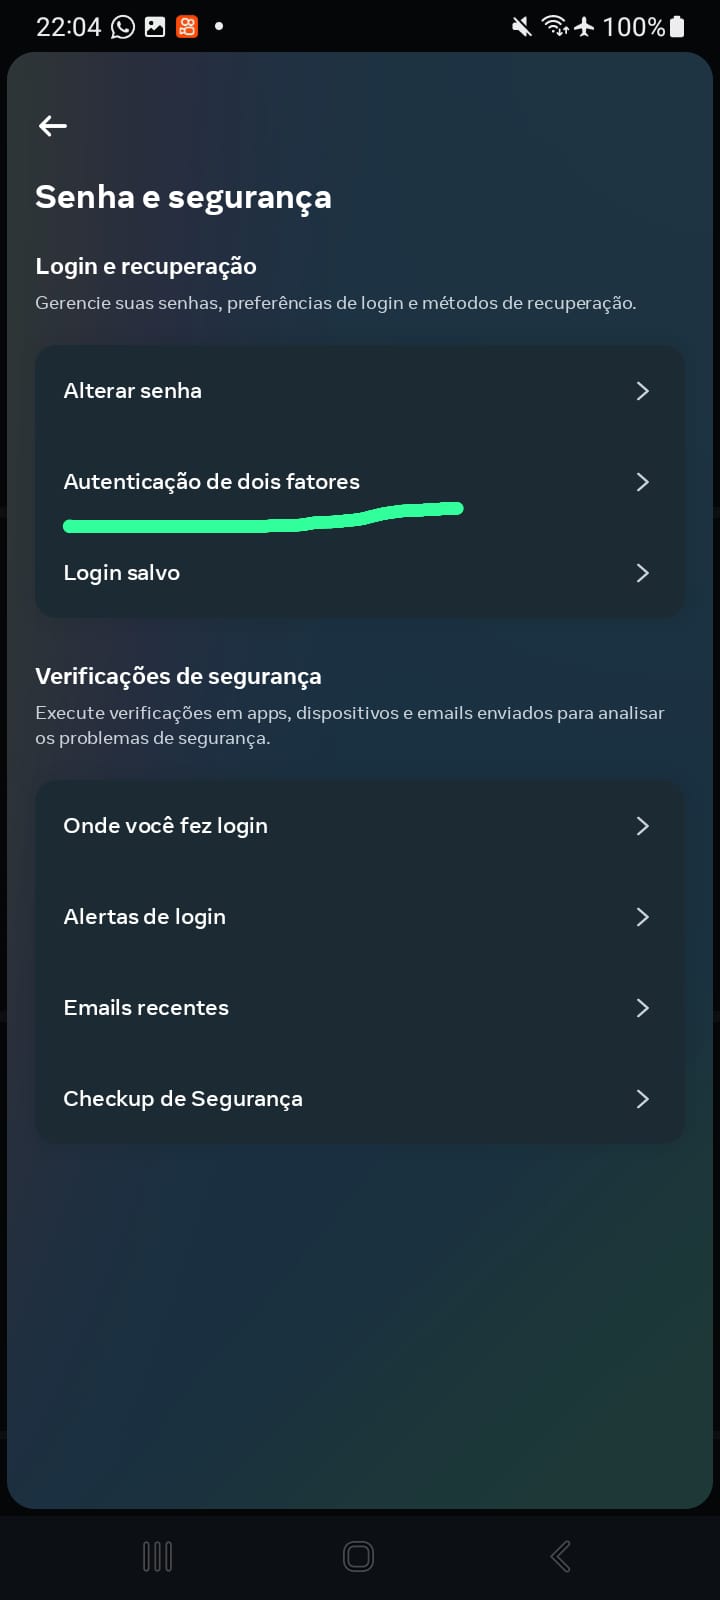 22:04 100%
Senha e segurança
Login e recuperação
Gerencie suas senhas, preferências de login e métodos de recuperação.
Alterar senha
Autenticação de dois fatores
Login salvo
Verificações de segurança
Execute verificações em apps, dispositivos e emails enviados para analisar
os problemas de segurança.
Onde você fez login
Alertas de login
Emails recentes
Checkup de Segurança